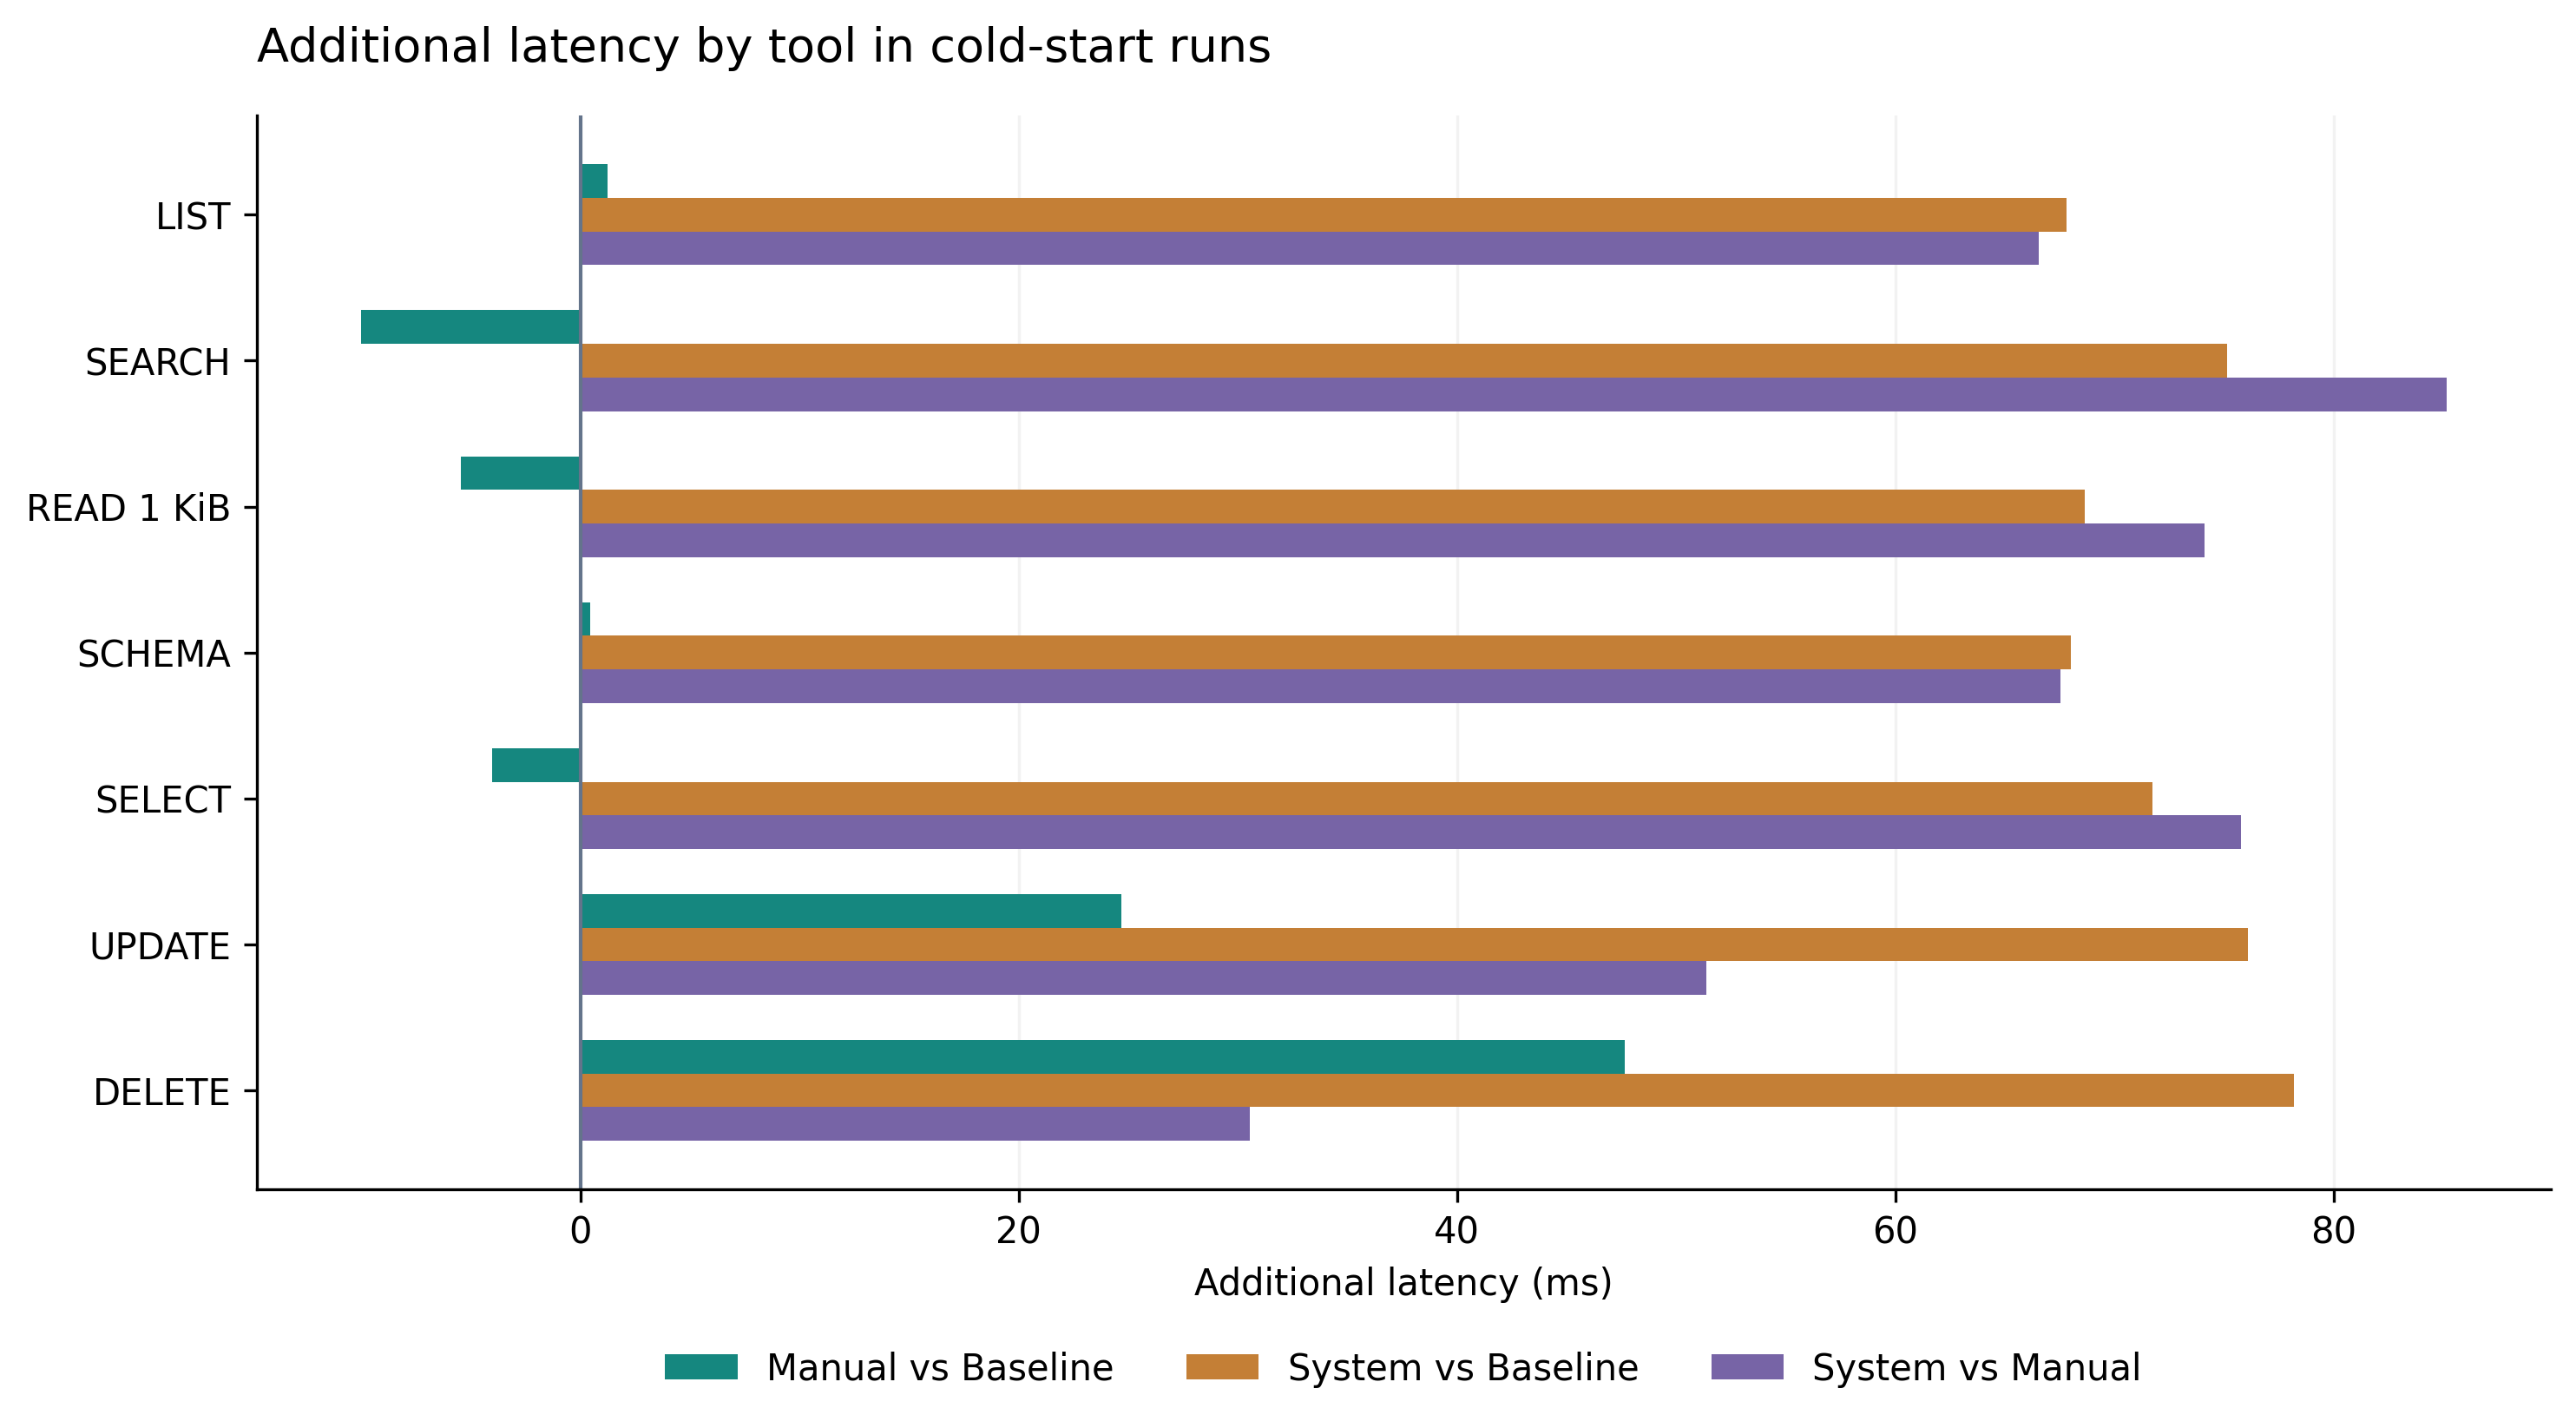 Additional latency by tool in cold-start runs
LIST
SEARCH
READ 1 KiB
SCHEMA
SELECT
UPDATE
DELETE
0 20 40 60 80
Additional latency (ms)
Manual vs Baseline System vs Baseline System vs Manual